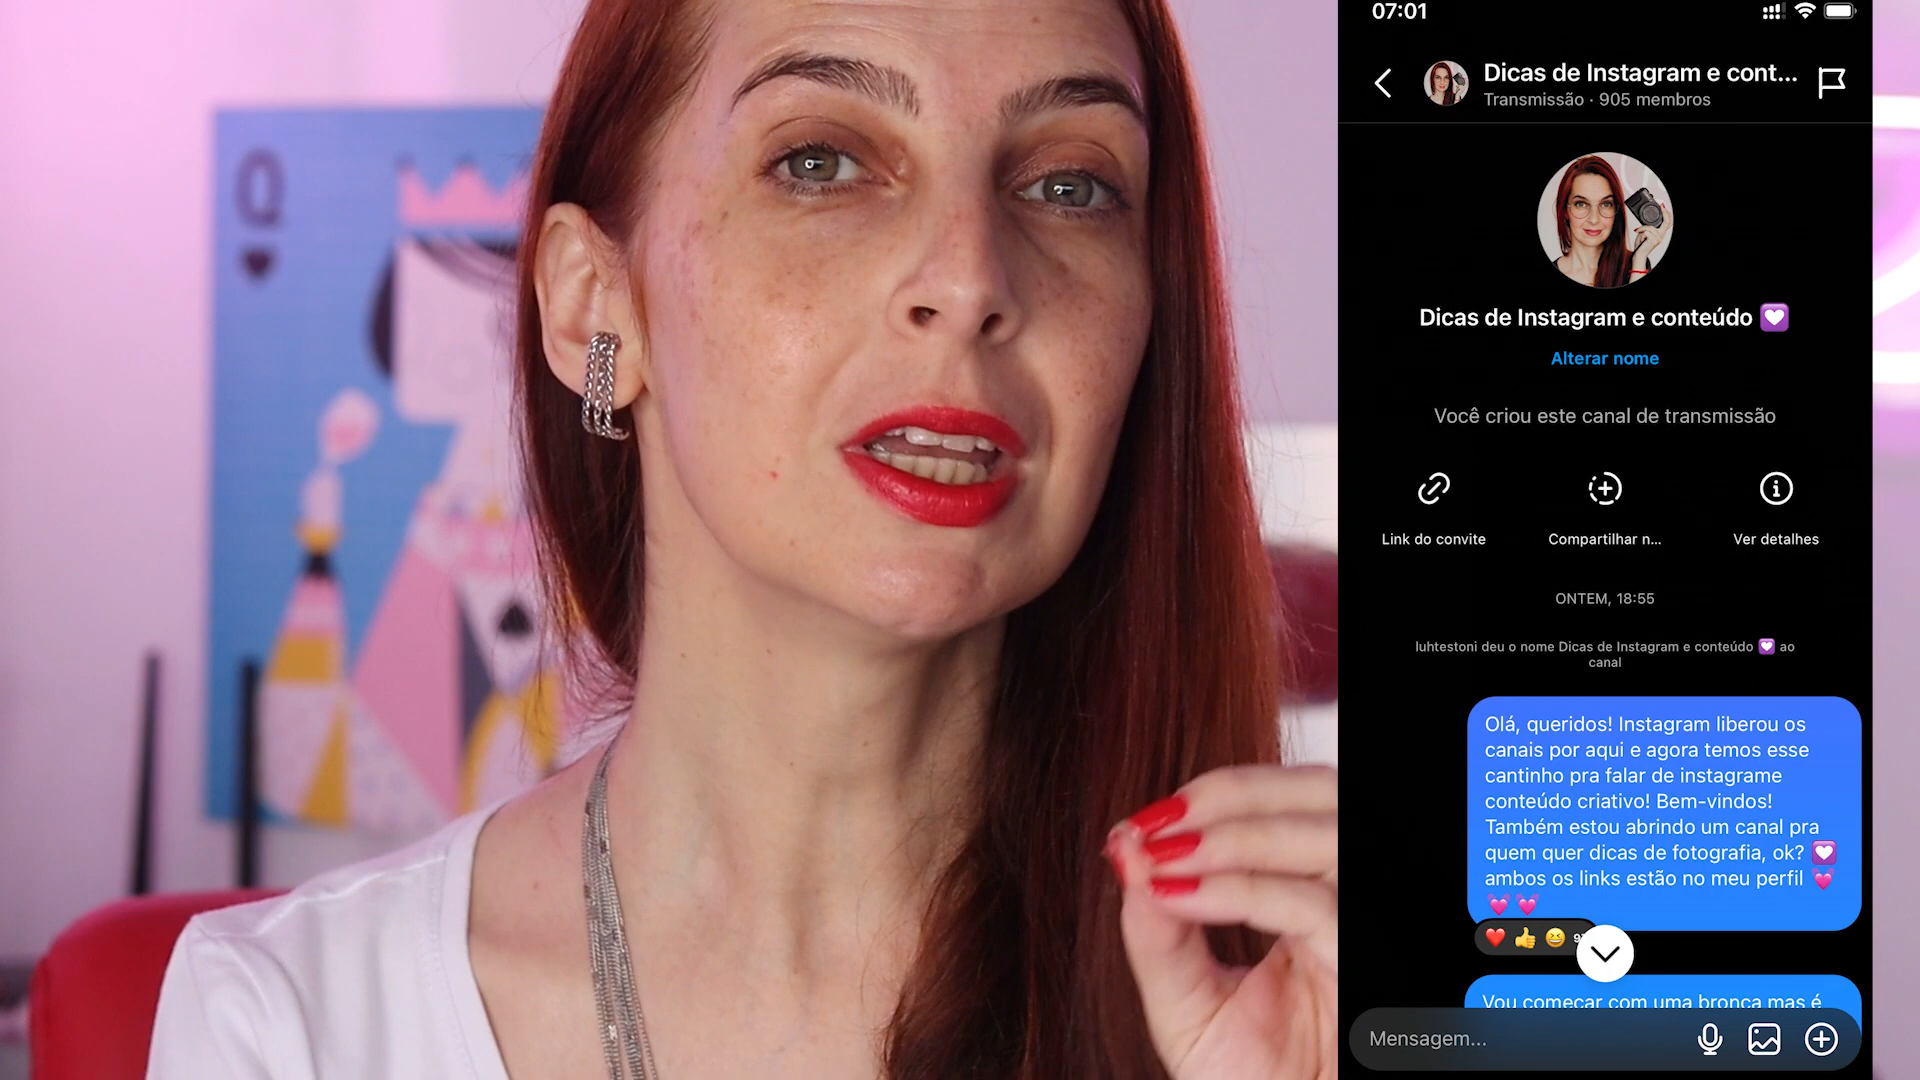 Q
07:01
Dicas de Instagram e cont...
Transmissão · 905 membros
Dicas de Instagram e conteúdo 💟
Alterar nome
Você criou este canal de transmissão
Link do convite
Compartilhar n...
Ver detalhes
ONTEM, 18:55
luhtestoni deu o nome Dicas de Instagram e conteúdo 💟 ao
canal
Olá, queridos! Instagram liberou os
canais por aqui e agora temos esse
cantinho pra falar de instagrame
conteúdo criativo! Bem-vindos!
Também estou abrindo um canal pra
quem quer dicas de fotografia, ok? 💟
ambos os links estão no meu perfil 💓
💓 💓
❤️ 👍 😆
Vou começar com uma bronca mas é
Mensagem...